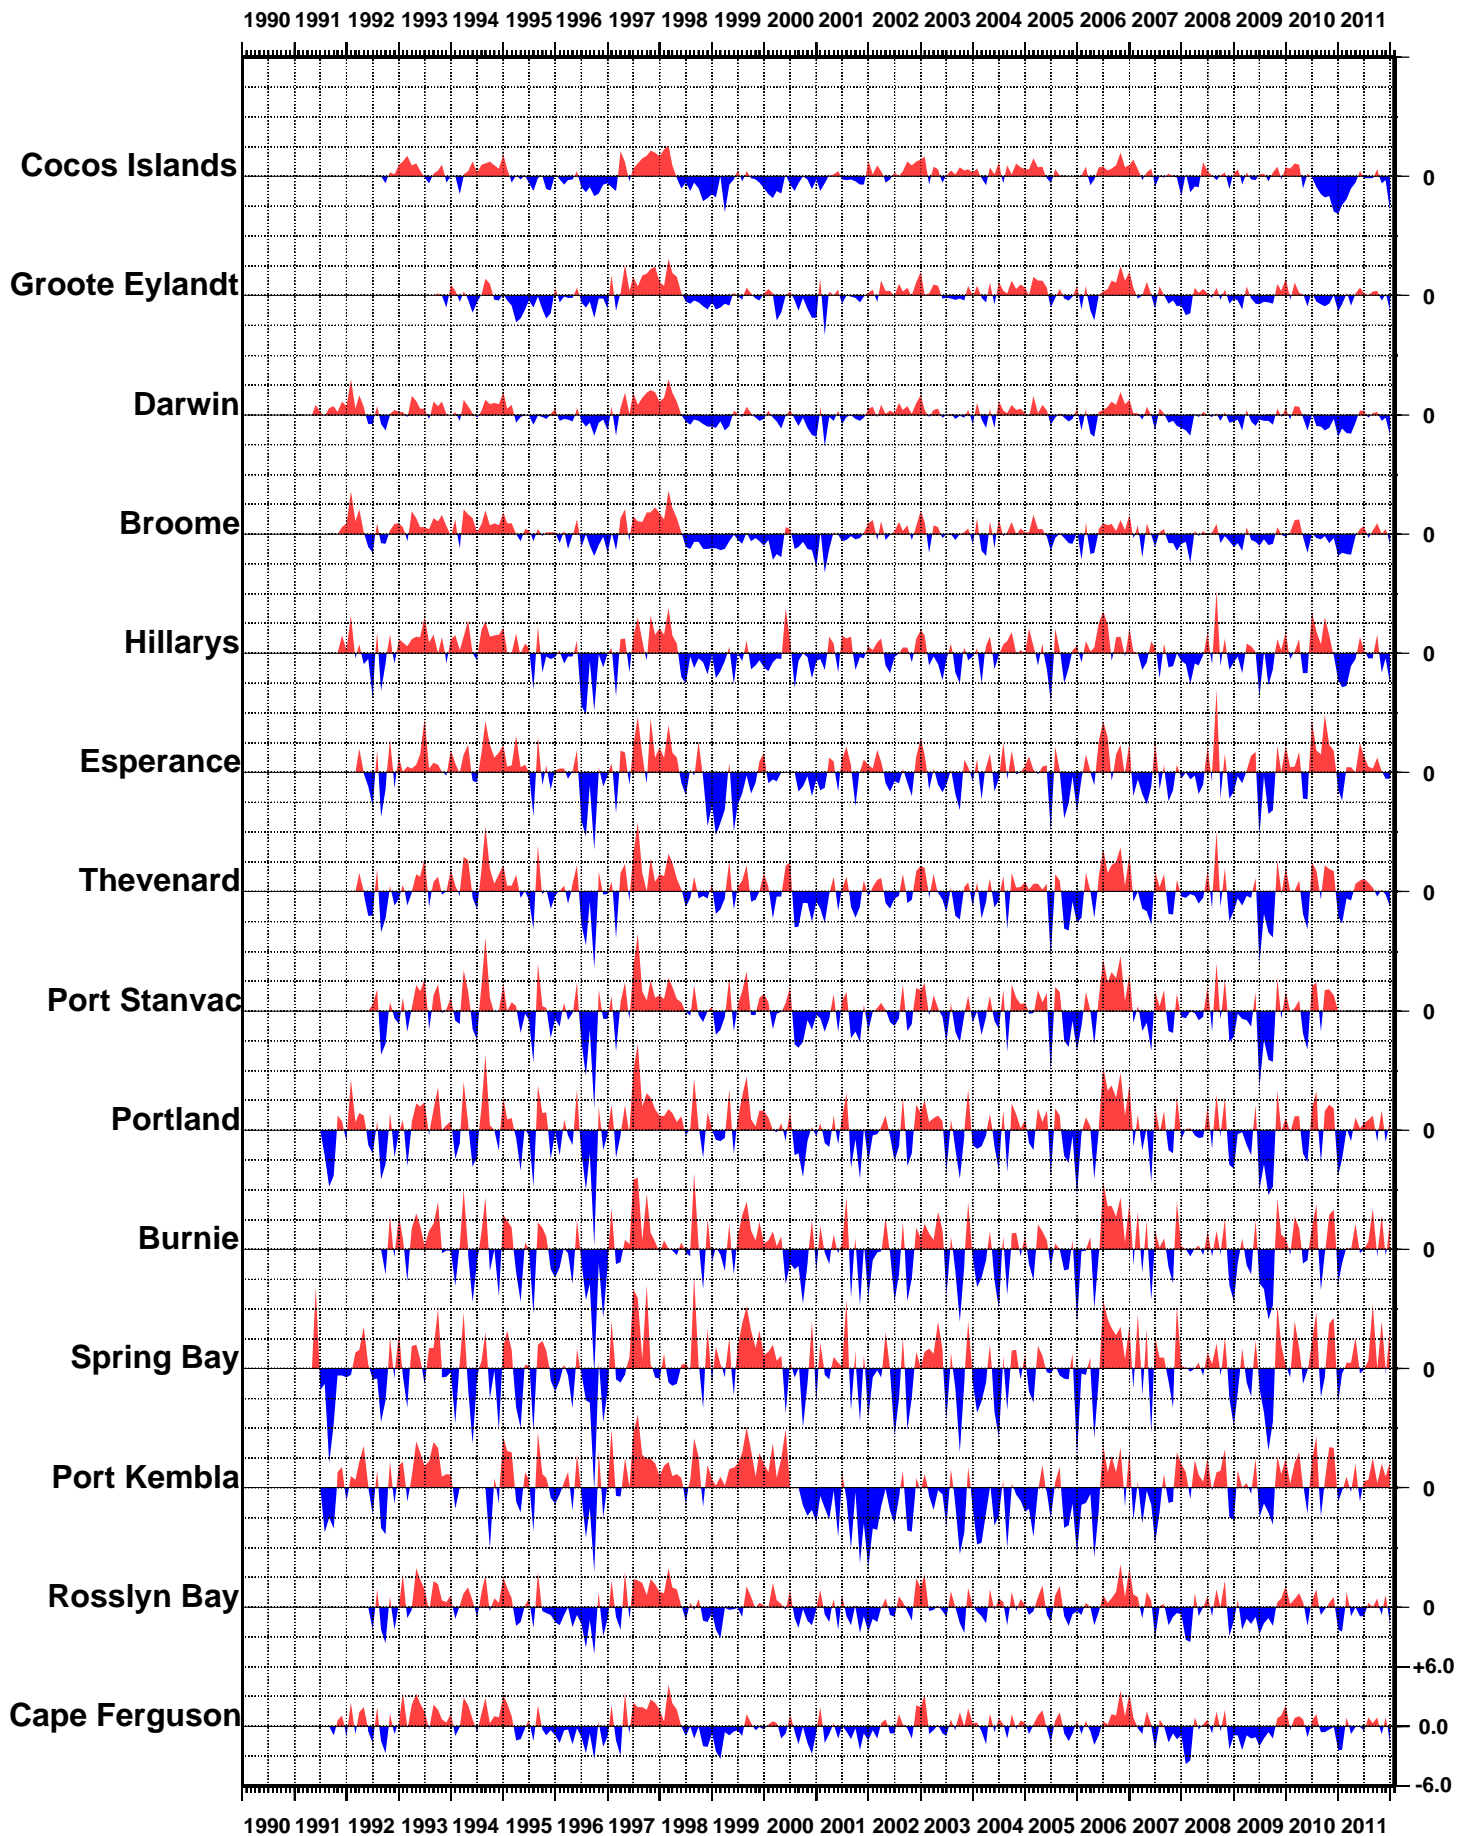 1990 1991 1992 1993 1994 1995 1996 1997 1998 1999 2000 2001 2002 2003 2004 2005 2006 2007 2008 2009 2010 2011
Cocos Islands 0
Groote Eylandt 0
Darwin 0
Broome 0
Hillarys 0
Esperance 0
Thevenard 0
Port Stanvac 0
Portland 0
Burnie 0
Spring Bay 0
Port Kembla 0
Rosslyn Bay 0
+6.0
Cape Ferguson 0.0
-6.0
1990 1991 1992 1993 1994 1995 1996 1997 1998 1999 2000 2001 2002 2003 2004 2005 2006 2007 2008 2009 2010 2011